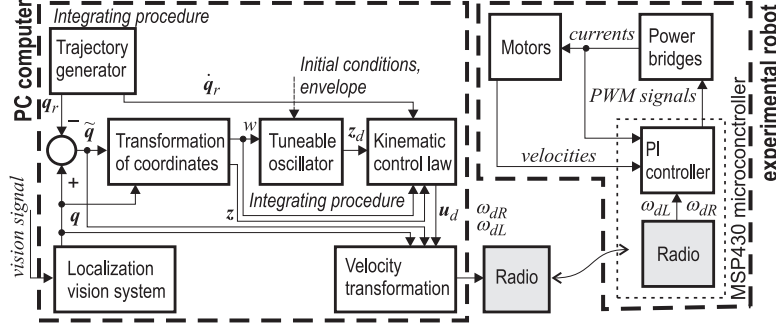 PC computer
Integrating procedure
Trajectory
generator
q_r
q̇_r
−
q̃
+
q
Transformation
of coordinates
w
z
Initial conditions,
envelope
Tuneable
oscillator
z_d
Kinematic
control law
Integrating procedure
u_d
vision signal
Localization
vision system
Velocity
transformation
ω_dR
ω_dL
Radio
experimental robot
Motors
currents
Power
bridges
PWM signals
velocities
PI
controller
ω_dL ω_dR
Radio
MSP430 microconctroller